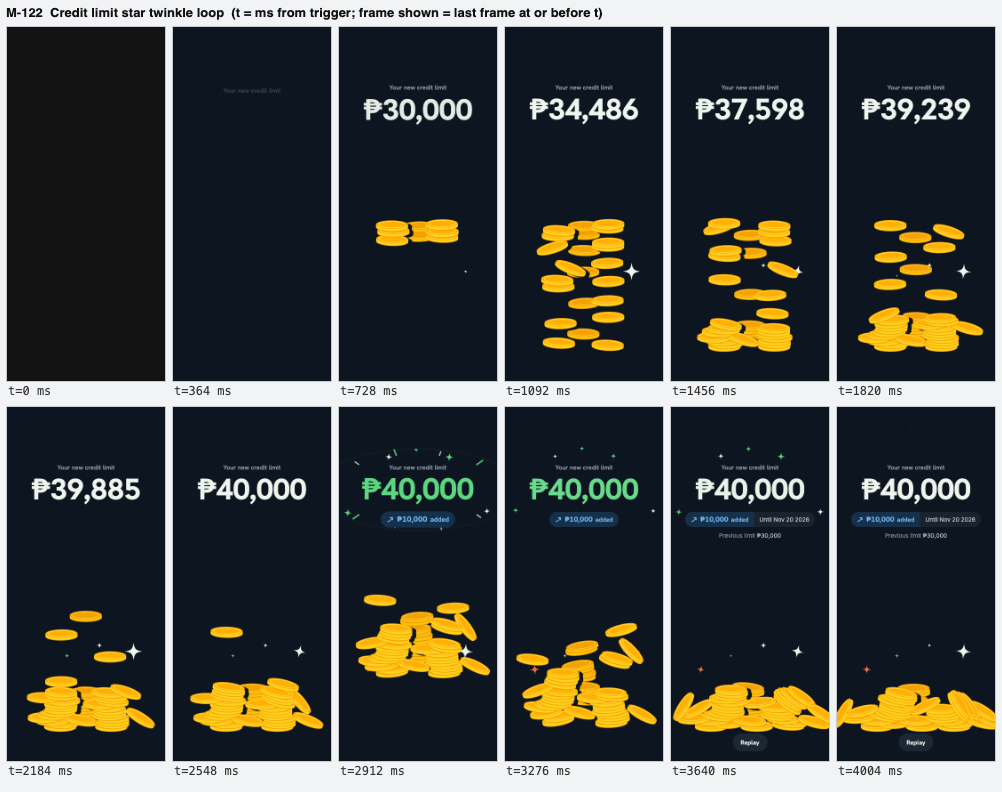 M-122 Credit limit star twinkle loop (t = ms from trigger; frame shown = last frame at or before t)
t=0 ms
Your new credit limit
t=364 ms
Your new credit limit
₱30,000
t=728 ms
Your new credit limit
₱34,486
t=1092 ms
Your new credit limit
₱37,598
t=1456 ms
Your new credit limit
₱39,239
t=1820 ms
Your new credit limit
₱39,885
t=2184 ms
Your new credit limit
₱40,000
t=2548 ms
Your new credit limit
₱40,000
↗ ₱10,000 added
t=2912 ms
Your new credit limit
₱40,000
↗ ₱10,000 added
t=3276 ms
Your new credit limit
₱40,000
↗ ₱10,000 added Until Nov 20 2026
Previous limit ₱30,000
Replay
t=3640 ms
Your new credit limit
₱40,000
↗ ₱10,000 added Until Nov 20 2026
Previous limit ₱30,000
Replay
t=4004 ms